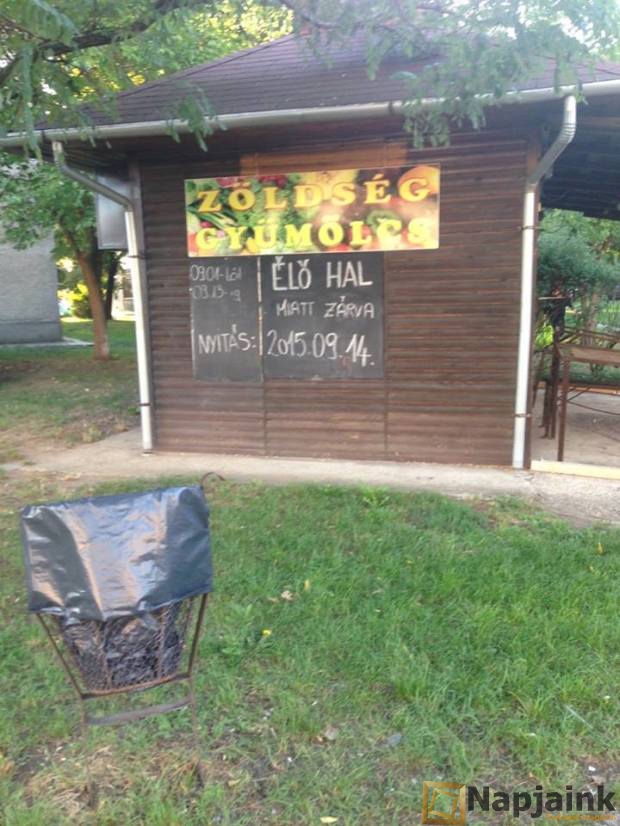 ZÖLDSÉG
GYÜMÖLCS
09.01-től
09.13-ig
ÉLŐ HAL
MIATT ZÁRVA
NYITÁS: 2015.09.14.
Napjaink